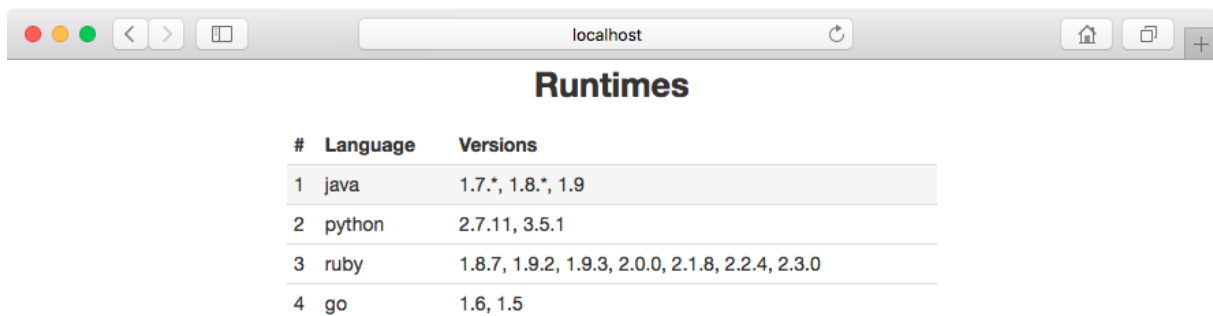 localhost
Runtimes
# Language Versions
1 java 1.7.*, 1.8.*, 1.9
2 python 2.7.11, 3.5.1
3 ruby 1.8.7, 1.9.2, 1.9.3, 2.0.0, 2.1.8, 2.2.4, 2.3.0
4 go 1.6, 1.5